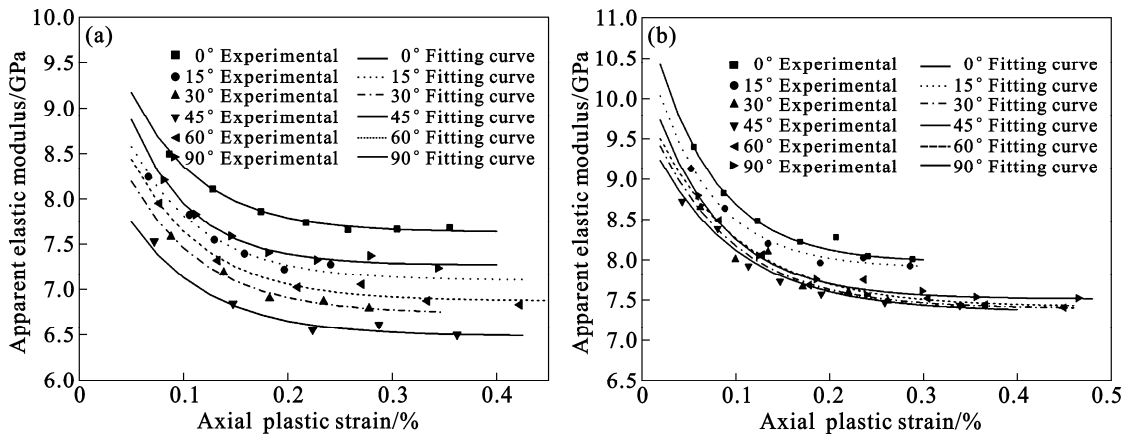 (a)
10.0
9.5
9.0
8.5
8.0
7.5
7.0
6.5
6.0
Apparent elastic modulus/GPa
0° Experimental 0° Fitting curve
15° Experimental 15° Fitting curve
30° Experimental 30° Fitting curve
45° Experimental 45° Fitting curve
60° Experimental 60° Fitting curve
90° Experimental 90° Fitting curve
0 0.1 0.2 0.3 0.4
Axial plastic strain/%
(b)
11.0
10.5
10.0
9.5
9.0
8.5
8.0
7.5
7.0
6.5
Apparent elastic modulus/GPa
0° Experimental 0° Fitting curve
15° Experimental 15° Fitting curve
30° Experimental 30° Fitting curve
45° Experimental 45° Fitting curve
60° Experimental 60° Fitting curve
90° Experimental 90° Fitting curve
0 0.1 0.2 0.3 0.4 0.5
Axial plastic strain/%